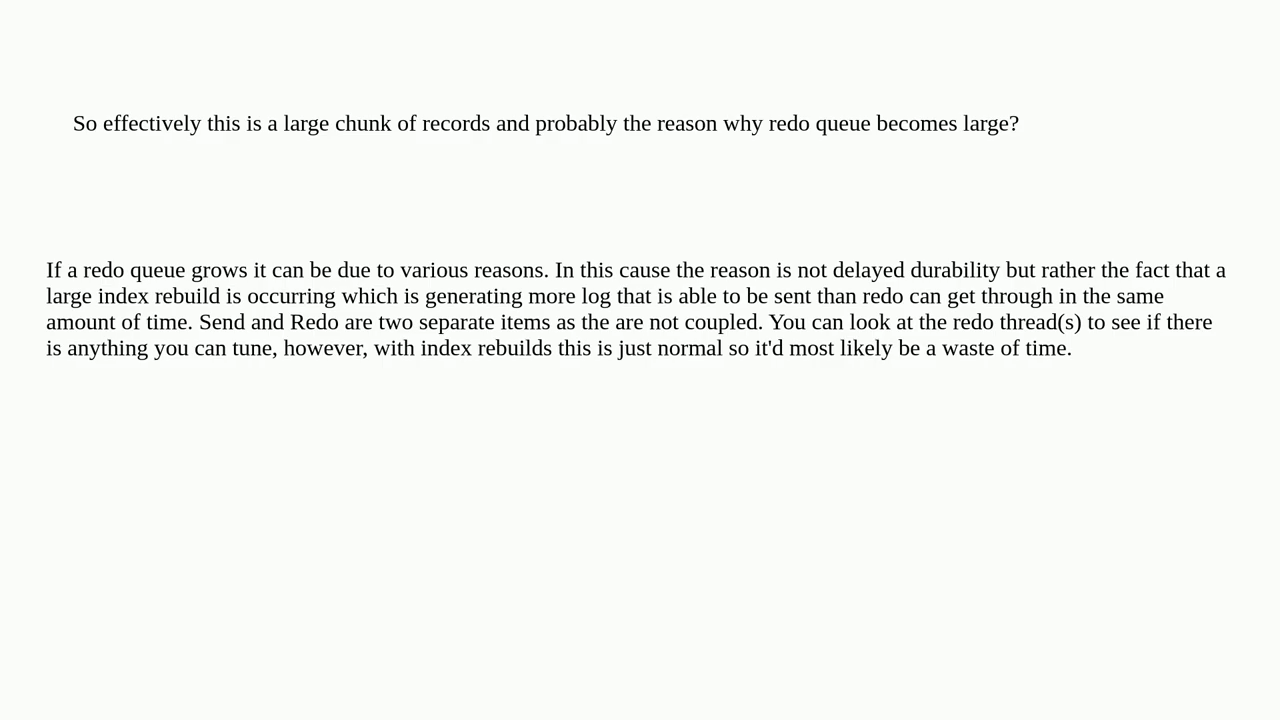 So effectively this is a large chunk of records and probably the reason why redo queue becomes large?
If a redo queue grows it can be due to various reasons. In this cause the reason is not delayed durability but rather the fact that a
large index rebuild is occurring which is generating more log that is able to be sent than redo can get through in the same
amount of time. Send and Redo are two separate items as the are not coupled. You can look at the redo thread(s) to see if there
is anything you can tune, however, with index rebuilds this is just normal so it'd most likely be a waste of time.